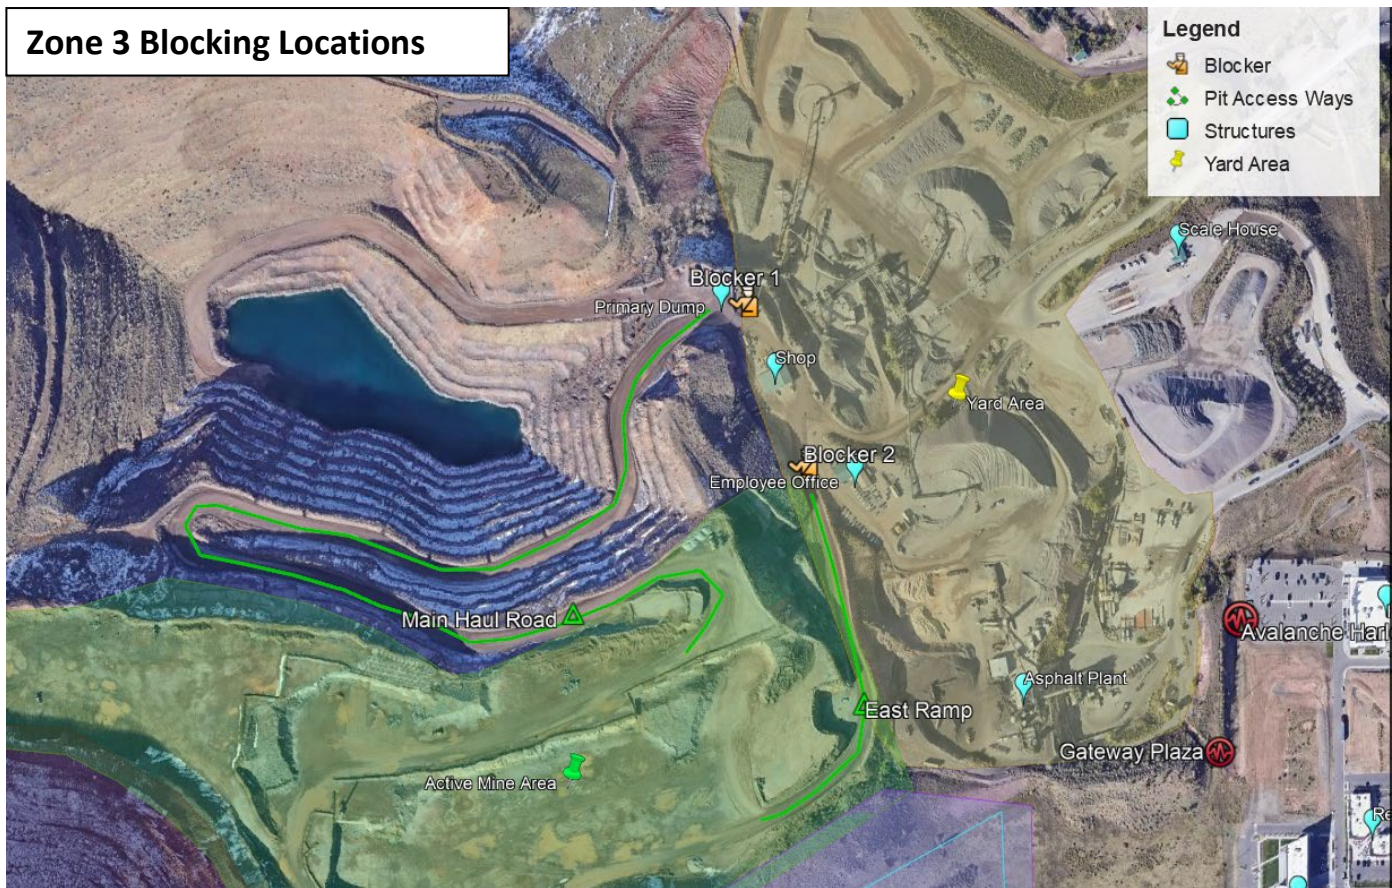 Zone 3 Blocking Locations
Legend
Blocker
Pit Access Ways
Structures
Yard Area
Scale House
Blocker 1
Primary Dump
Shop
Yard Area
Blocker 2
Employee Office
Main Haul Road
Avalanche Har
Asphalt Plant
East Ramp
Gateway Plaza
Active Mine Area
Re